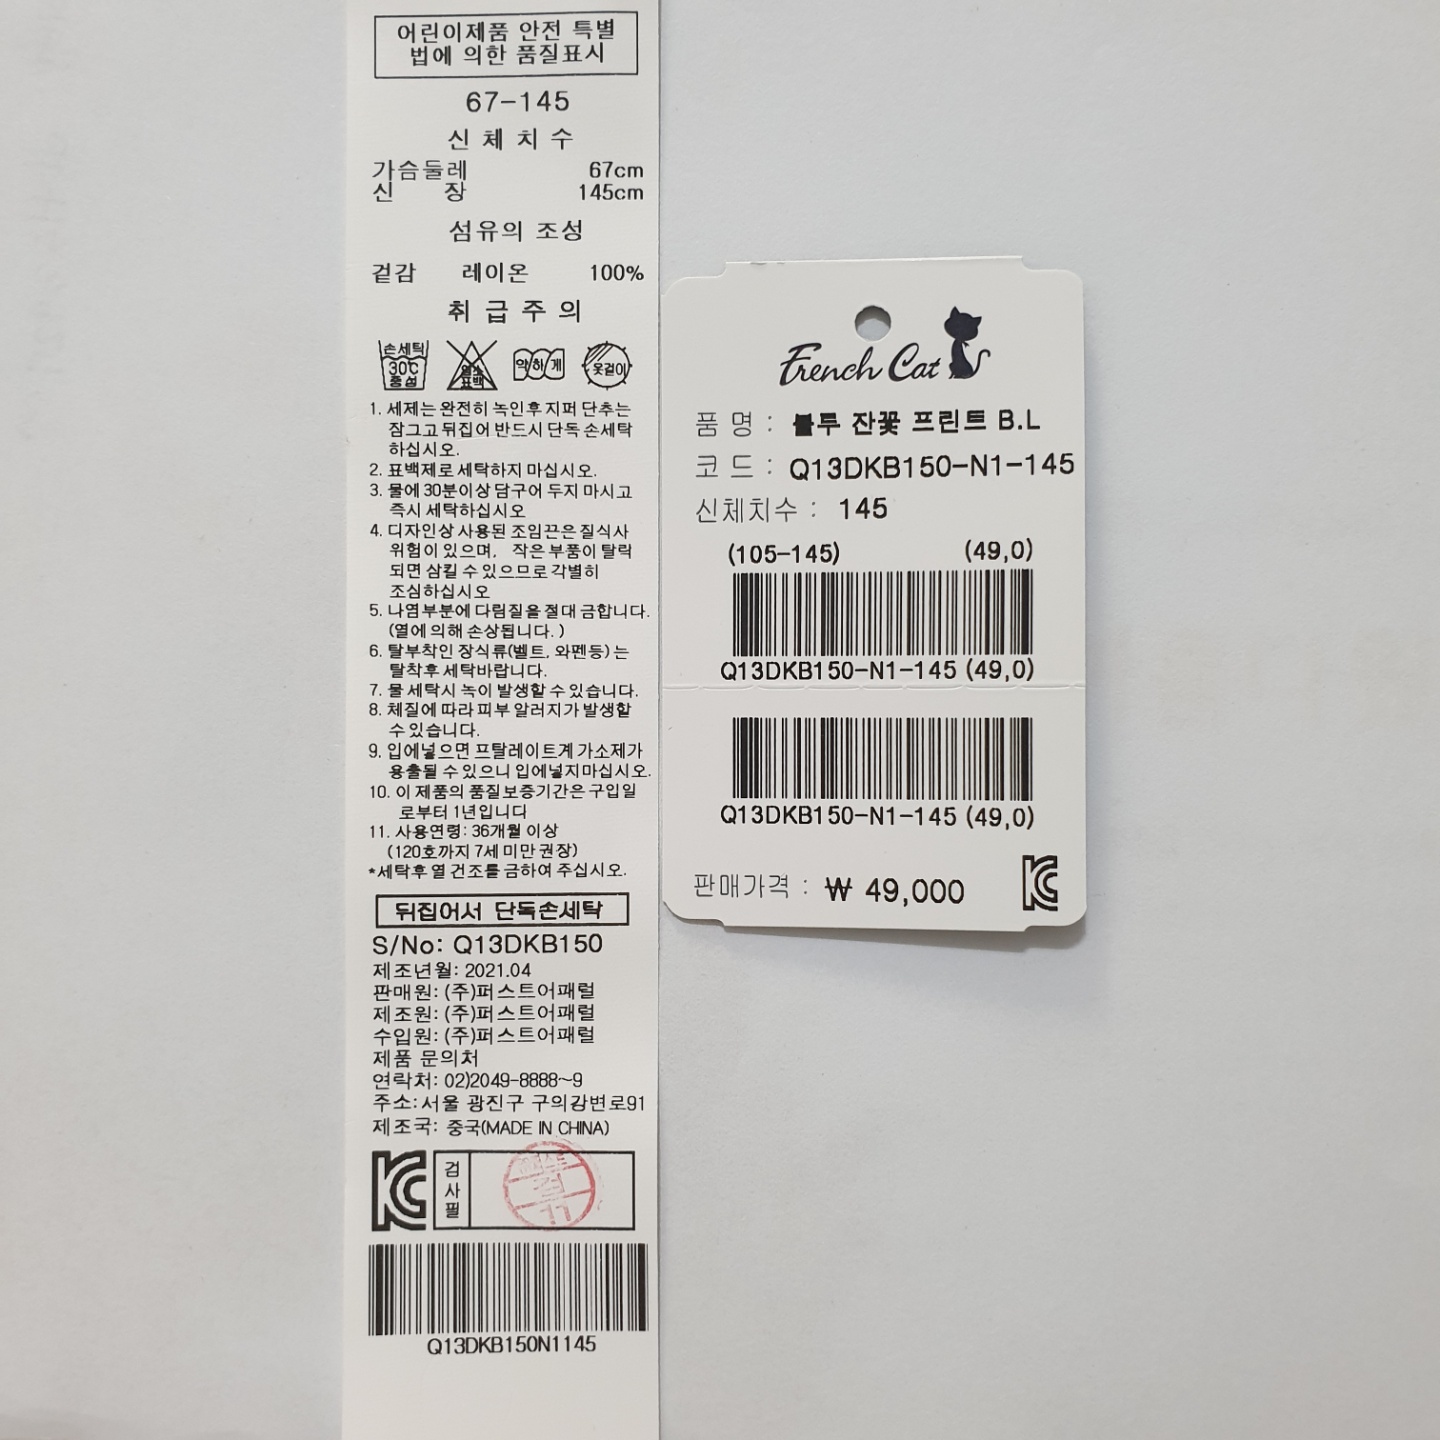 어린이제품 안전 특별
법에 의한 품질표시
67-145
신 체 치 수
가슴둘레 67cm
신 장 145cm
섬유의 조성
겉감 레이온 100%
취 급 주 의
손세탁
30℃
중성
염소
표백
약하게
옷걸이
1. 세제는 완전히 녹인후 지퍼 단추는
잠그고 뒤집어 반드시 단독 손세탁
하십시오.
2. 표백제로 세탁하지 마십시오.
3. 물에 30분이상 담구어 두지 마시고
즉시 세탁하십시오
4. 디자인상 사용된 조임끈은 질식사
위험이 있으며, 작은 부품이 탈락
되면 삼킬 수 있으므로 각별히
조심하십시오
5. 나염부분에 다림질을 절대 금합니다.
(열에 의해 손상됩니다.)
6. 탈부착인 장식류(벨트, 와펜등) 는
탈착후 세탁바랍니다.
7. 물 세탁시 녹이 발생할 수 있습니다.
8. 체질에 따라 피부 알러지가 발생할
수 있습니다.
9. 입에넣으면 프탈레이트계 가소제가
용출될 수 있으니 입에넣지마십시오.
10. 이 제품의 품질보증기간은 구입일
로부터 1년입니다
11. 사용연령: 36개월 이상
(120호까지 7세 미만 권장)
*세탁후 열 건조를 금하여 주십시오.
뒤집어서 단독손세탁
S/No: Q13DKB150
제조년월: 2021.04
판매원: (주)퍼스트어패럴
제조원: (주)퍼스트어패럴
수입원: (주)퍼스트어패럴
제품 문의처
연락처: 02)2049-8888~9
주소: 서울 광진구 구의강변로91
제조국: 중국(MADE IN CHINA)
KC
검사필
Q13DKB150N1145
French Cat
품 명 : 블루 잔꽃 프린트 B.L
코 드 : Q13DKB150-N1-145
신체치수 : 145
(105-145) (49,0)
Q13DKB150-N1-145 (49,0)
Q13DKB150-N1-145 (49,0)
판매가격 : ₩ 49,000
KC